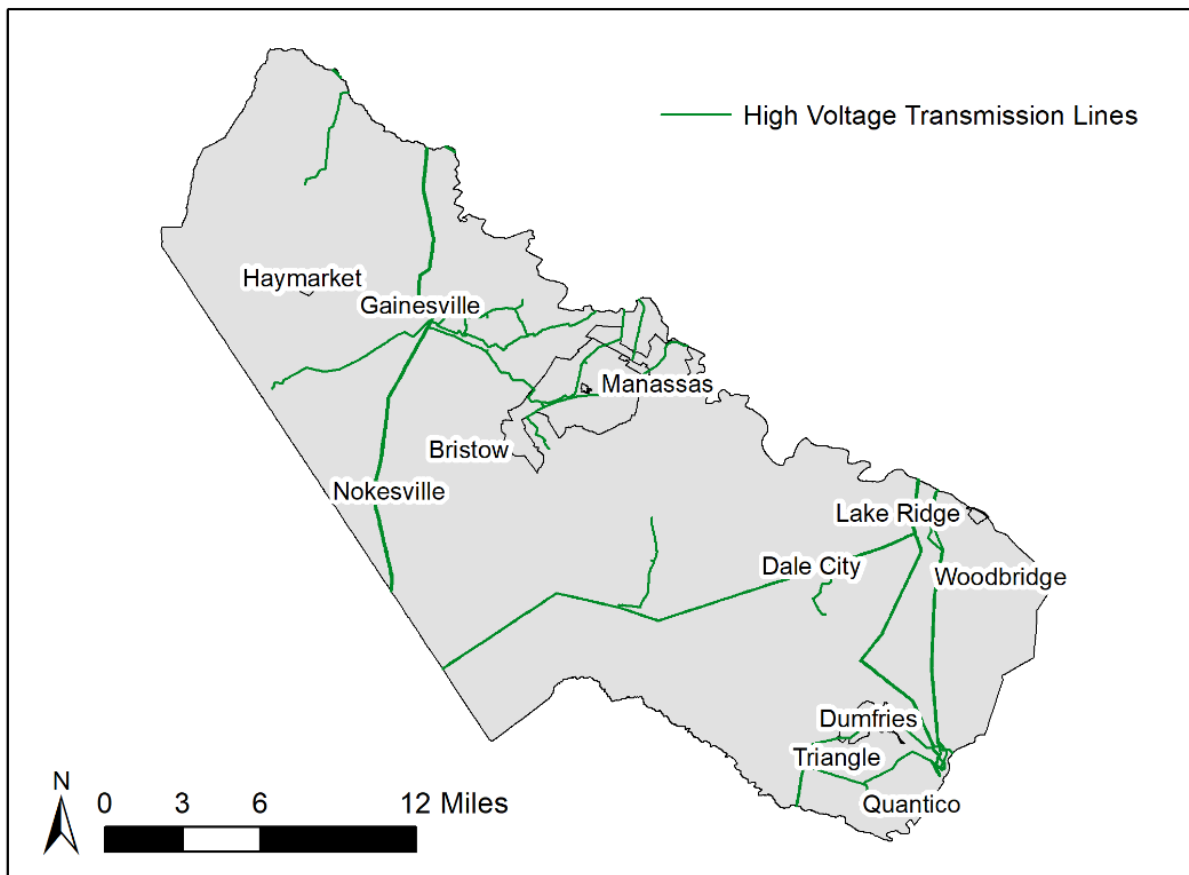 High Voltage Transmission Lines
Haymarket
Gainesville
Manassas
Bristow
Nokesville
Lake Ridge
Dale City
Woodbridge
Dumfries
Triangle
Quantico
N
0 3 6 12 Miles